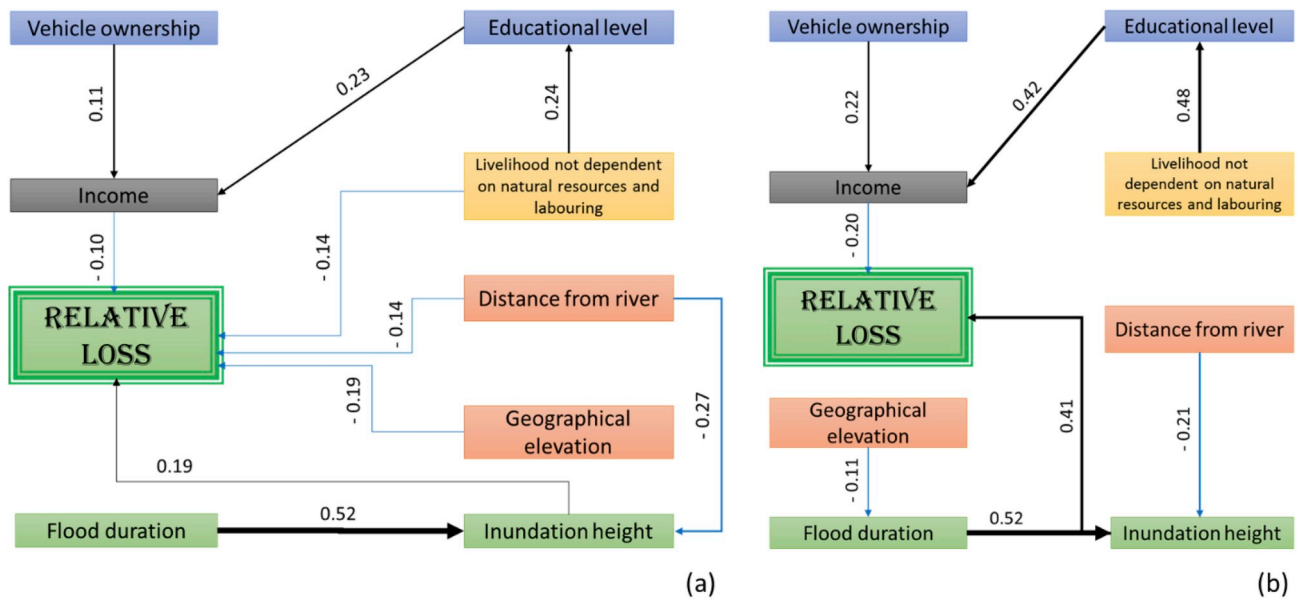 Vehicle ownership
Educational level
0.11
0.23
0.24
Income
Livelihood not dependent
on natural resources and
labouring
- 0.10
- 0.14
RELATIVE
LOSS
Distance from river
- 0.14
- 0.19
- 0.27
Geographical
elevation
0.19
Flood duration
0.52
Inundation height
(a)
Vehicle ownership
Educational level
0.22
0.42
0.48
Income
Livelihood not
dependent on natural
resources and labouring
- 0.20
RELATIVE
LOSS
Distance from river
Geographical
elevation
0.41
- 0.21
- 0.11
Flood duration
0.52
Inundation height
(b)